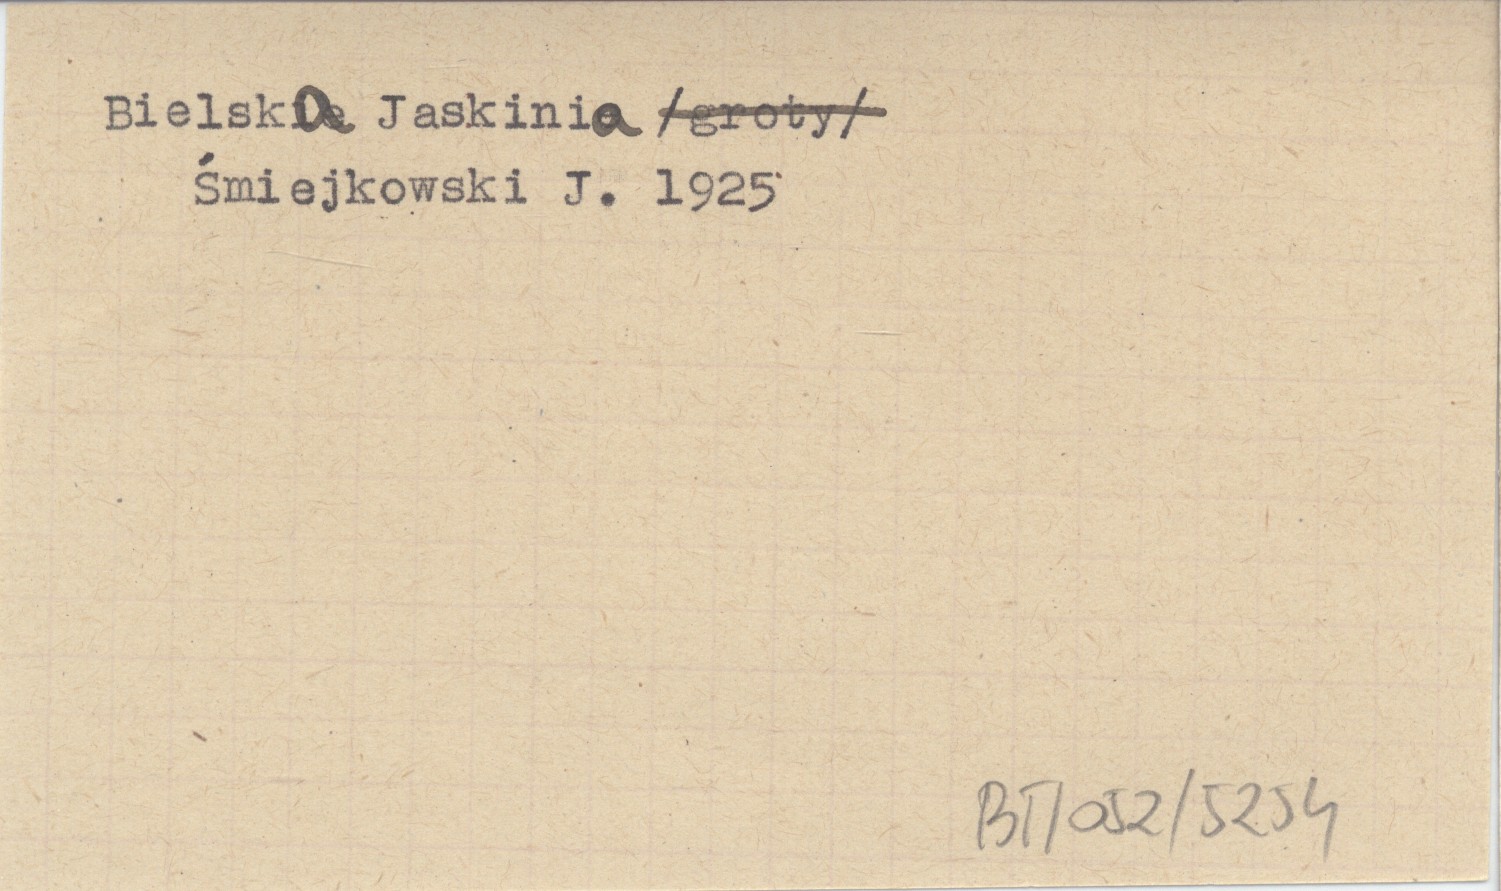 Bielska Jaskinia /groty/
Śmiejkowski J. 1925
BT/052/5254